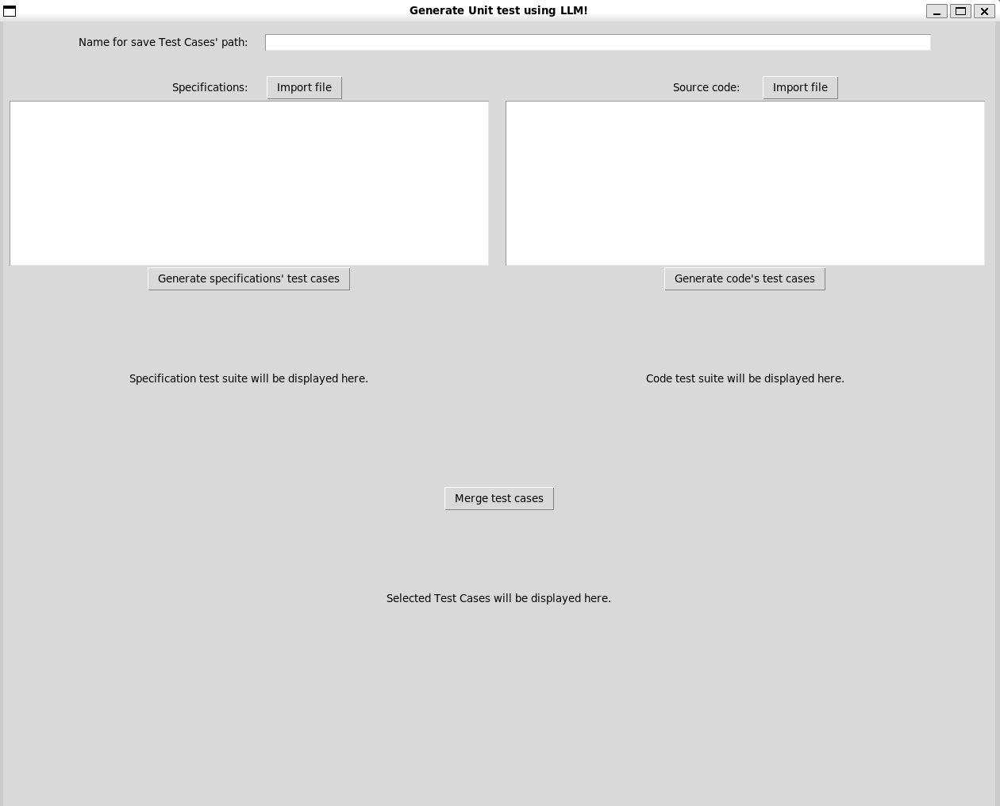 Generate Unit test using LLM!
Name for save Test Cases' path:
Specifications: Import file Source code: Import file
Generate specifications' test cases Generate code's test cases
Specification test suite will be displayed here. Code test suite will be displayed here.
Merge test cases
Selected Test Cases will be displayed here.